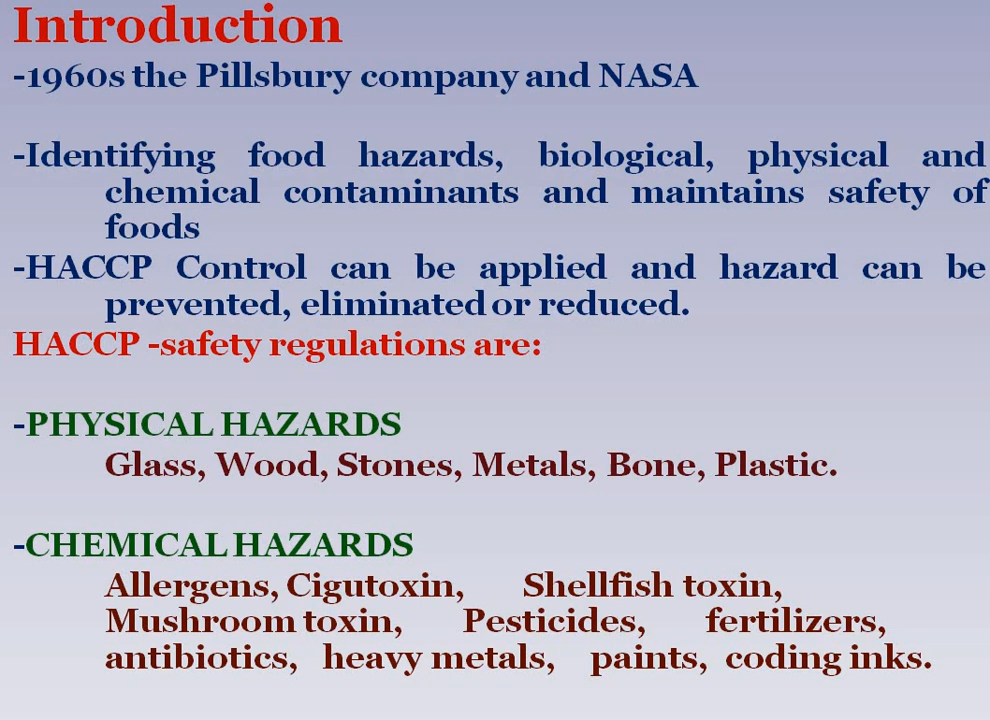 Introduction
-1960s the Pillsbury company and NASA
-Identifying food hazards, biological, physical and
chemical contaminants and maintains safety of
foods
-HACCP Control can be applied and hazard can be
prevented, eliminated or reduced.
HACCP -safety regulations are:
-PHYSICAL HAZARDS
Glass, Wood, Stones, Metals, Bone, Plastic.
-CHEMICAL HAZARDS
Allergens, Cigutoxin, Shellfish toxin,
Mushroom toxin, Pesticides, fertilizers,
antibiotics, heavy metals, paints, coding inks.